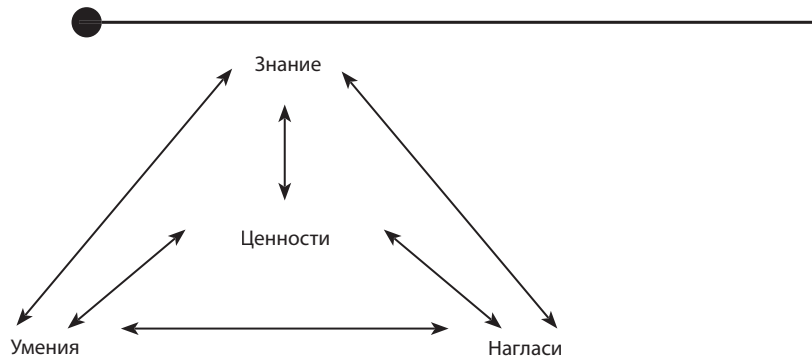 Знание
Ценности
Умения
Нагласи